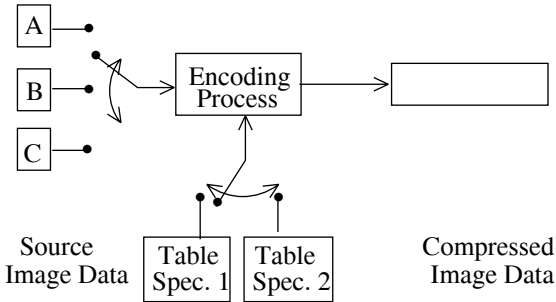 A
B
C
Encoding
Process
Source
Image Data
Table
Spec. 1
Table
Spec. 2
Compressed
Image Data